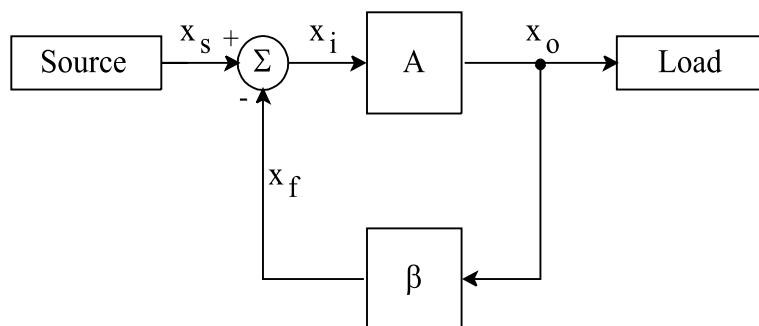 Source
x_s
+
Σ
-
x_i
A
x_o
Load
x_f
β